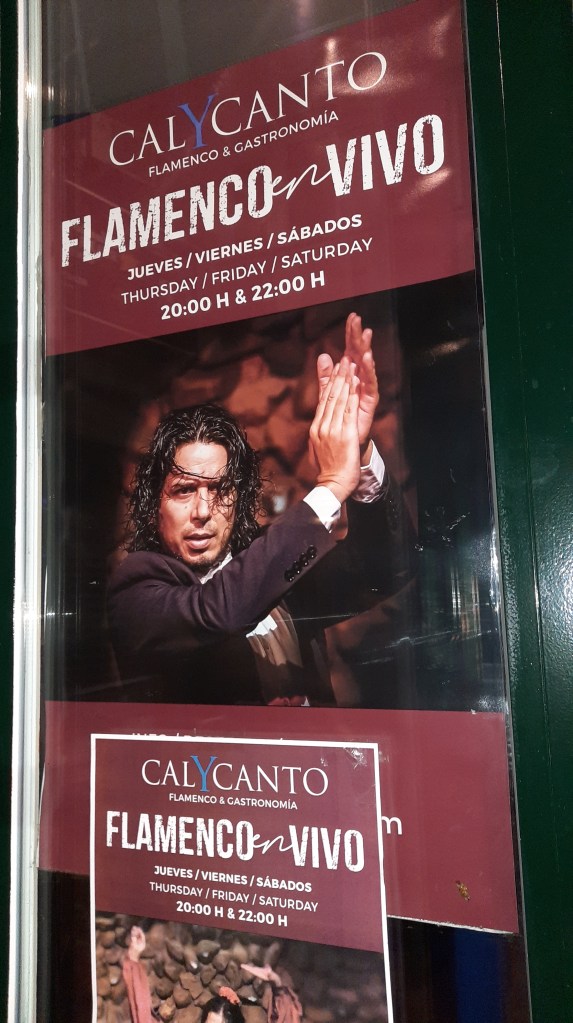 CALYCANTO
FLAMENCO & GASTRONOMÍA
FLAMENCO en VIVO
JUEVES / VIERNES / SÁBADOS
THURSDAY / FRIDAY / SATURDAY
20:00 H & 22:00 H
CALYCANTO
FLAMENCO & GASTRONOMÍA
FLAMENCO en VIVO
JUEVES / VIERNES / SÁBADOS
THURSDAY / FRIDAY / SATURDAY
20:00 H & 22:00 H